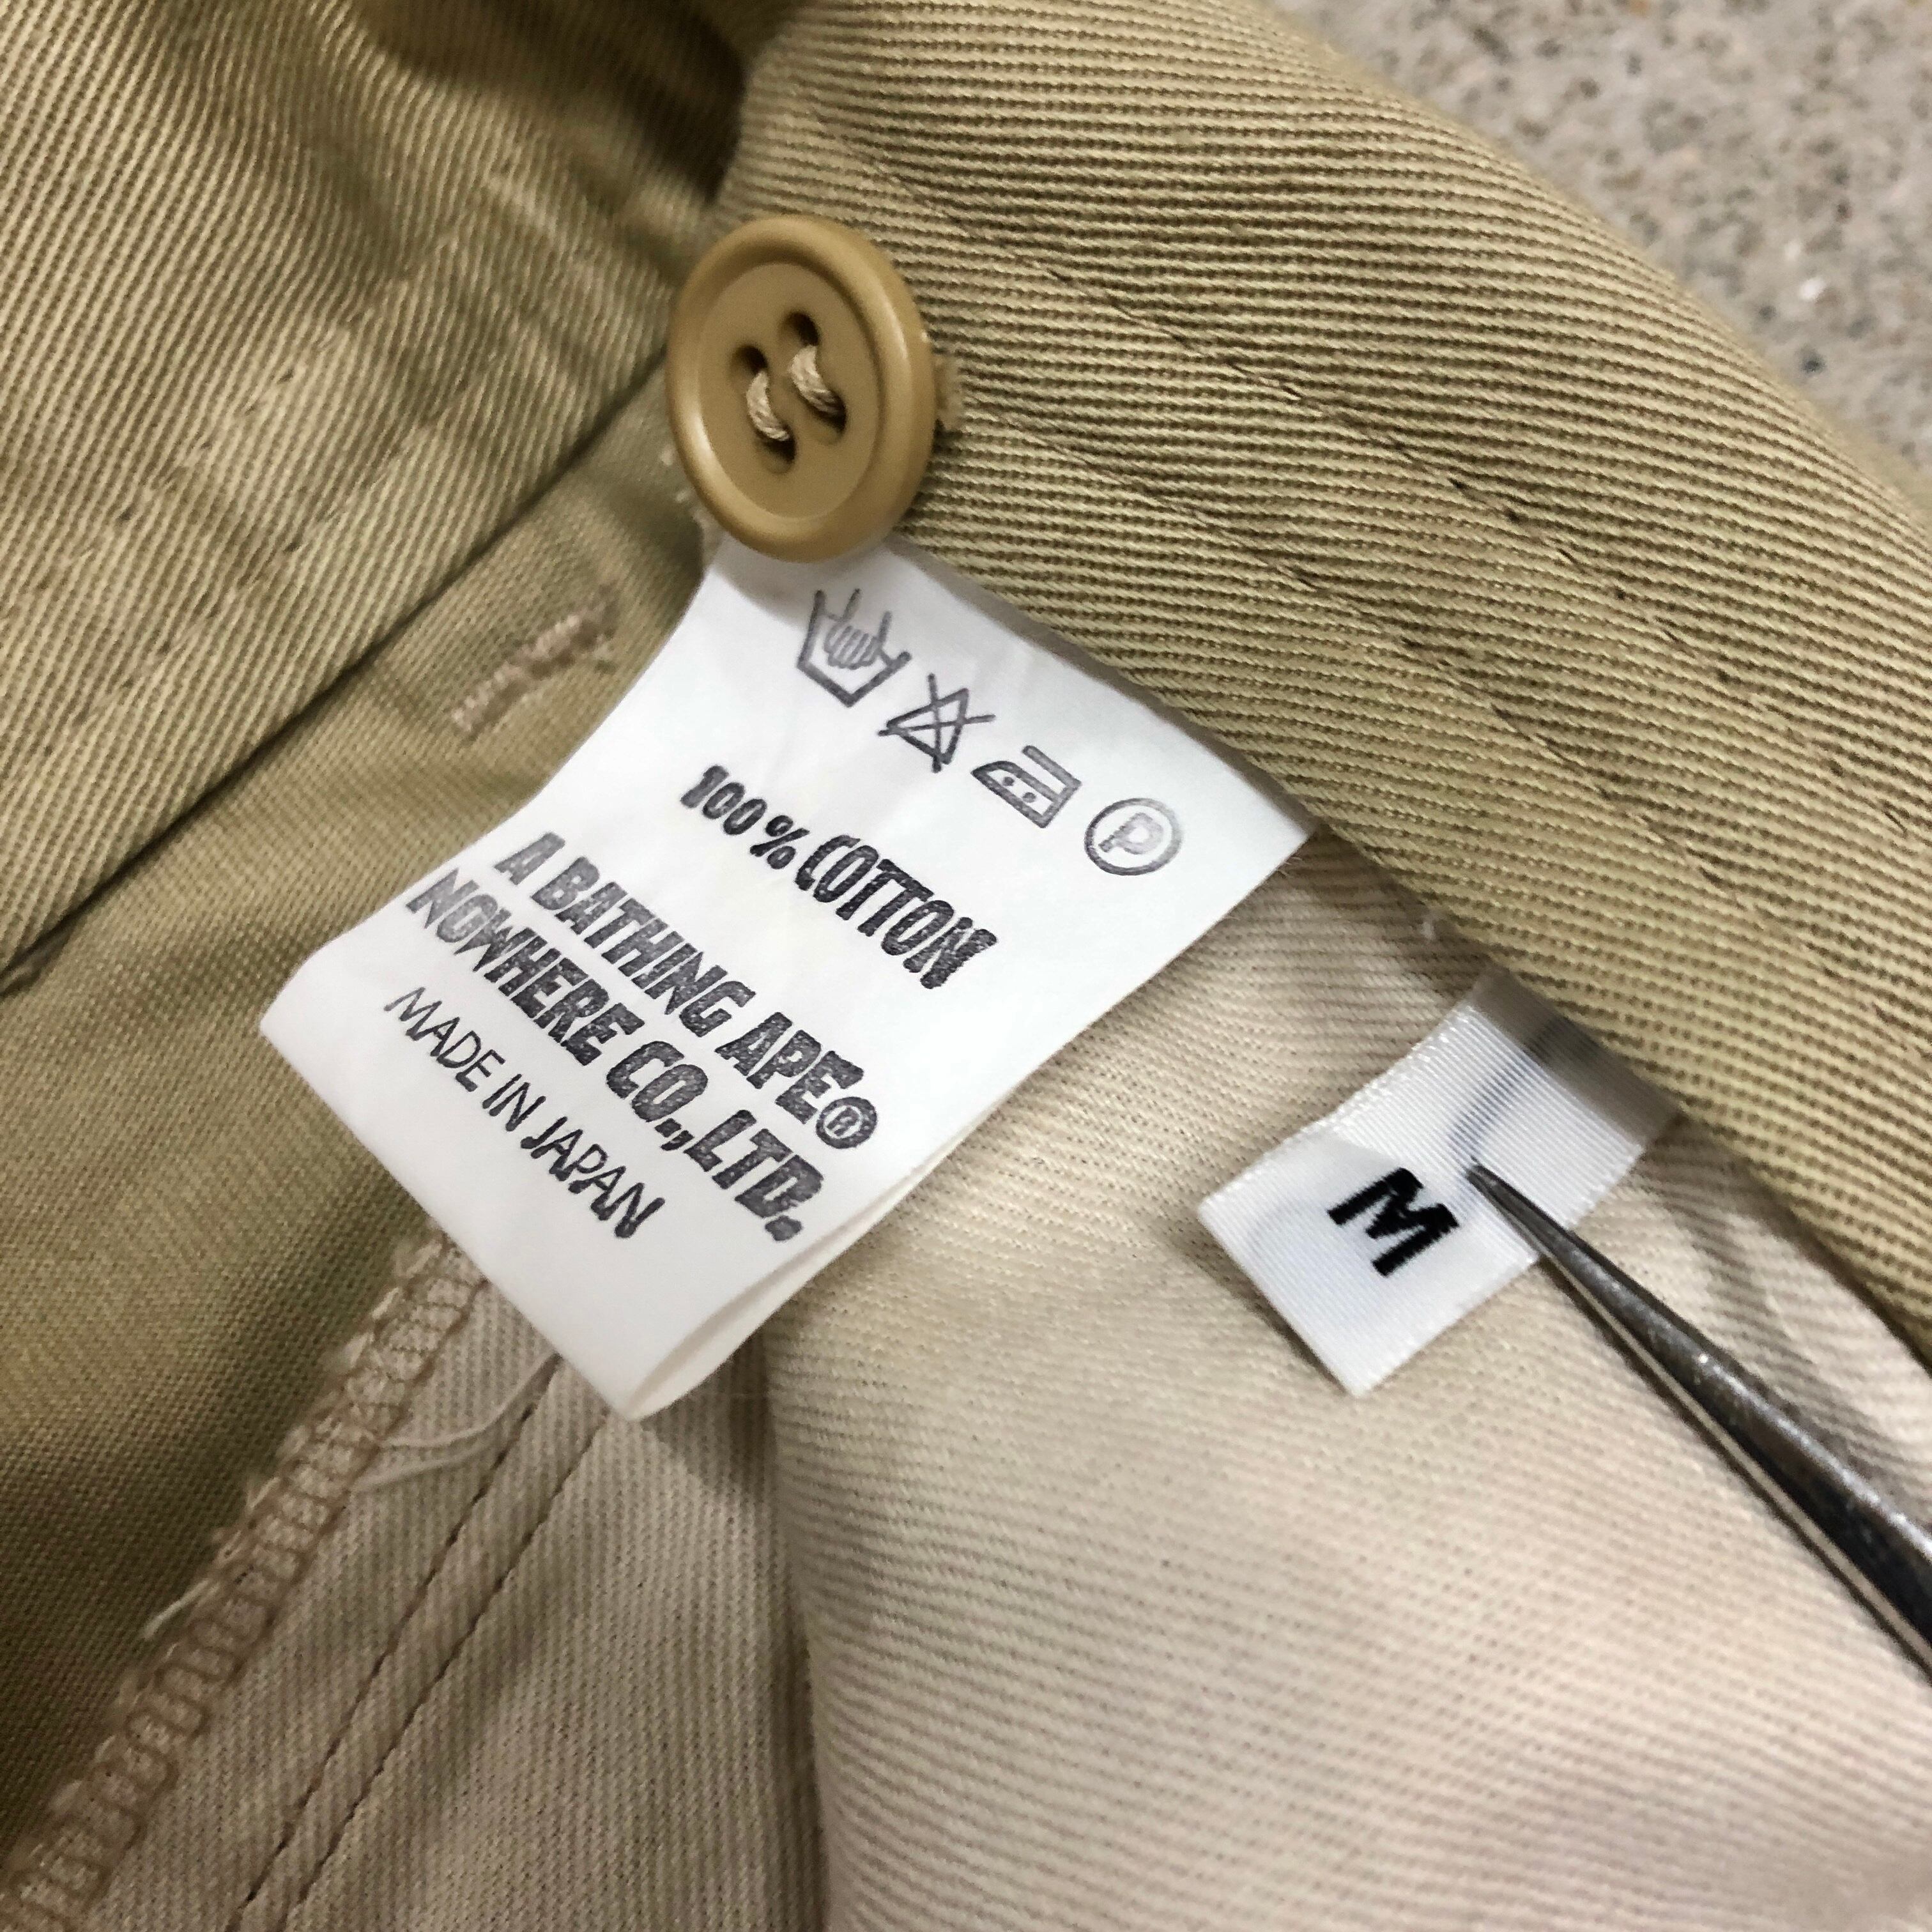 P
100% COTTON
A BATHING APE®
NOWHERE CO.,LTD.
MADE IN JAPAN
M